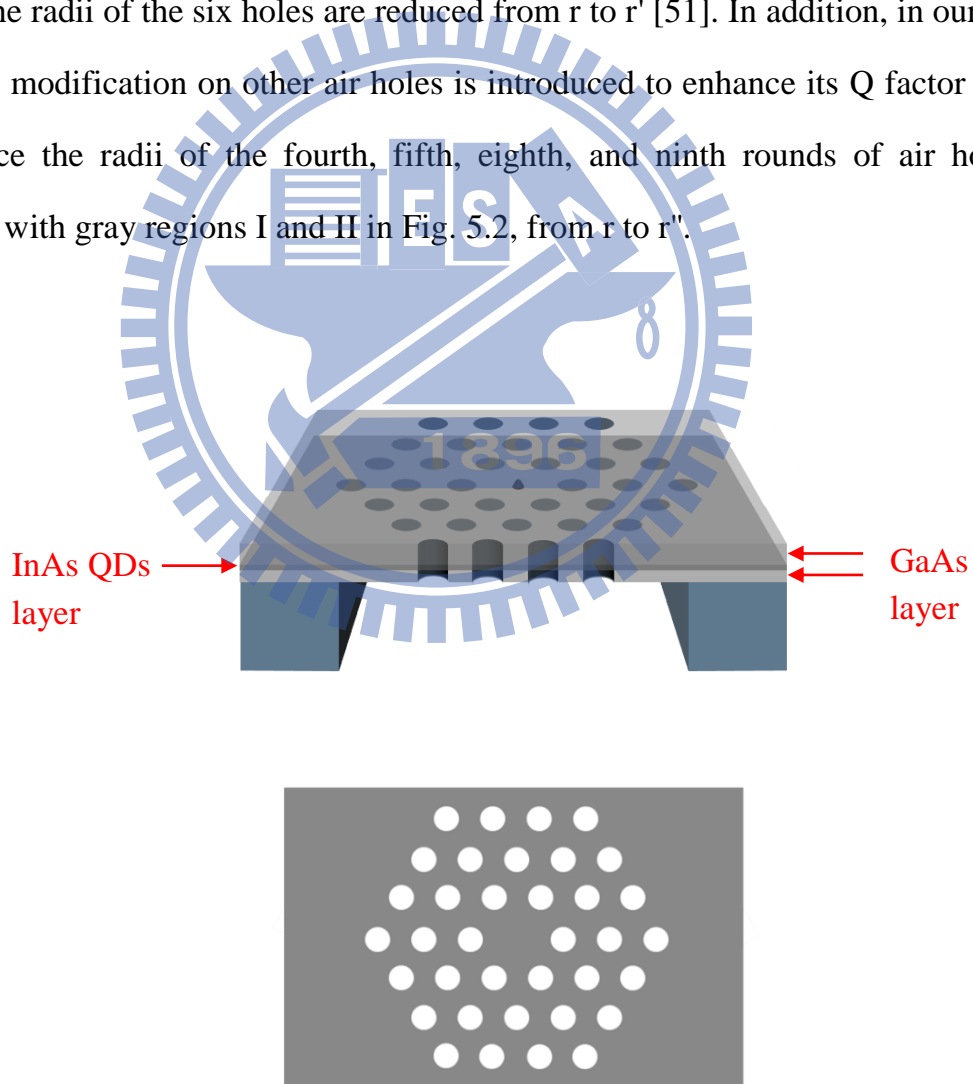 he radii of the six holes are reduced from r to r' [51]. In addition, in our
modification on other air holes is introduced to enhance its Q factor
ce the radii of the fourth, fifth, eighth, and ninth rounds of air ho
with gray regions I and II in Fig. 5.2, from r to r".
E S A
8
1896
InAs QDs
layer
GaAs
layer